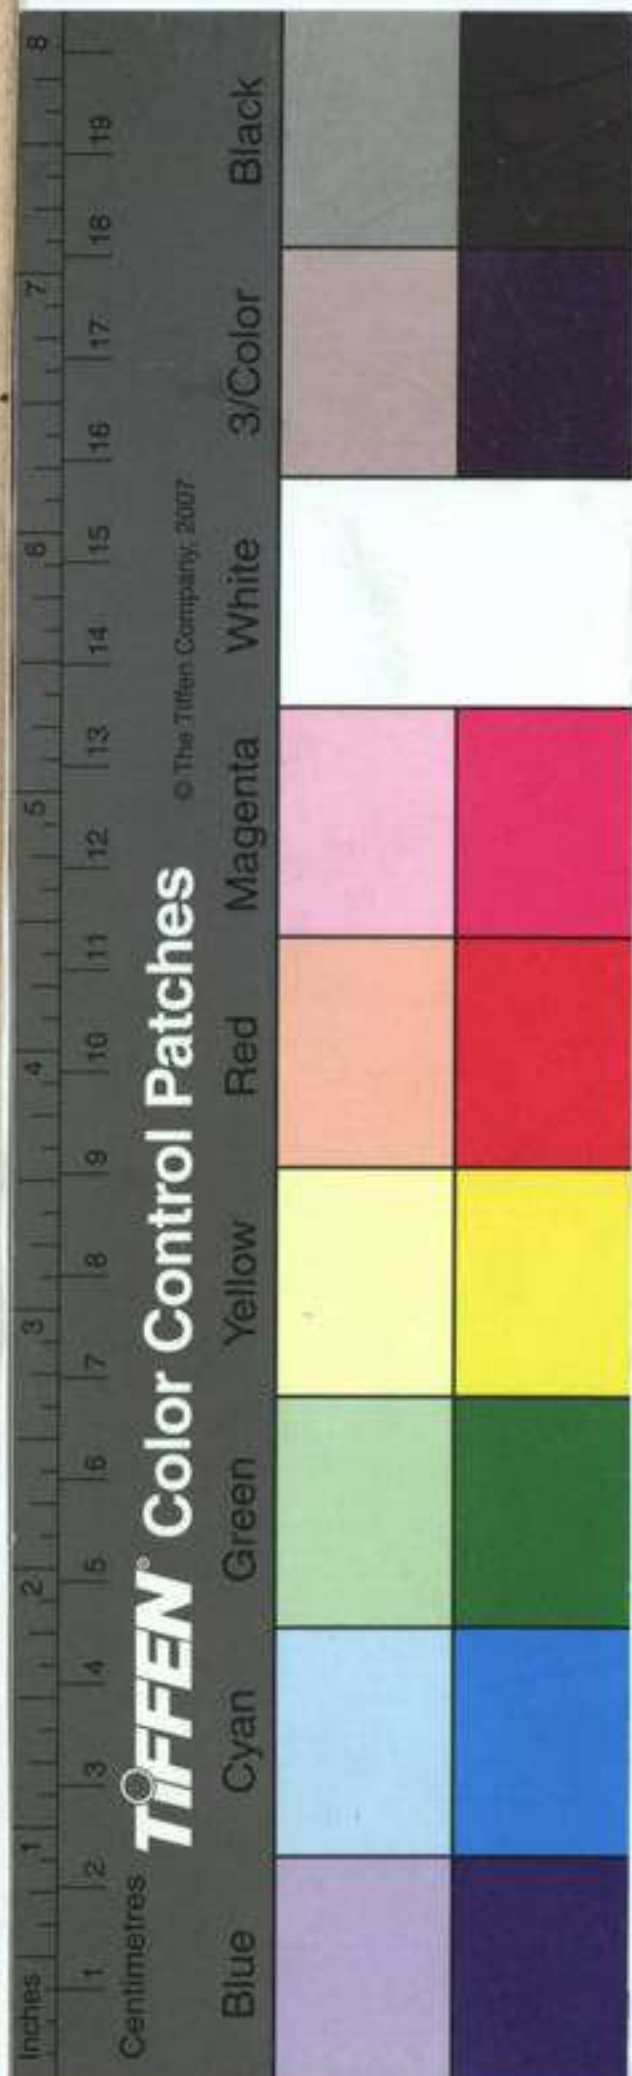 Inches 1 2 3 4 5 6 7 8
Centimetres 1 2 3 4 5 6 7 8 9 10 11 12 13 14 15 16 17 18 19
TIFFEN® Color Control Patches © The Tiffen Company, 2007
Blue Cyan Green Yellow Red Magenta White 3/Color Black